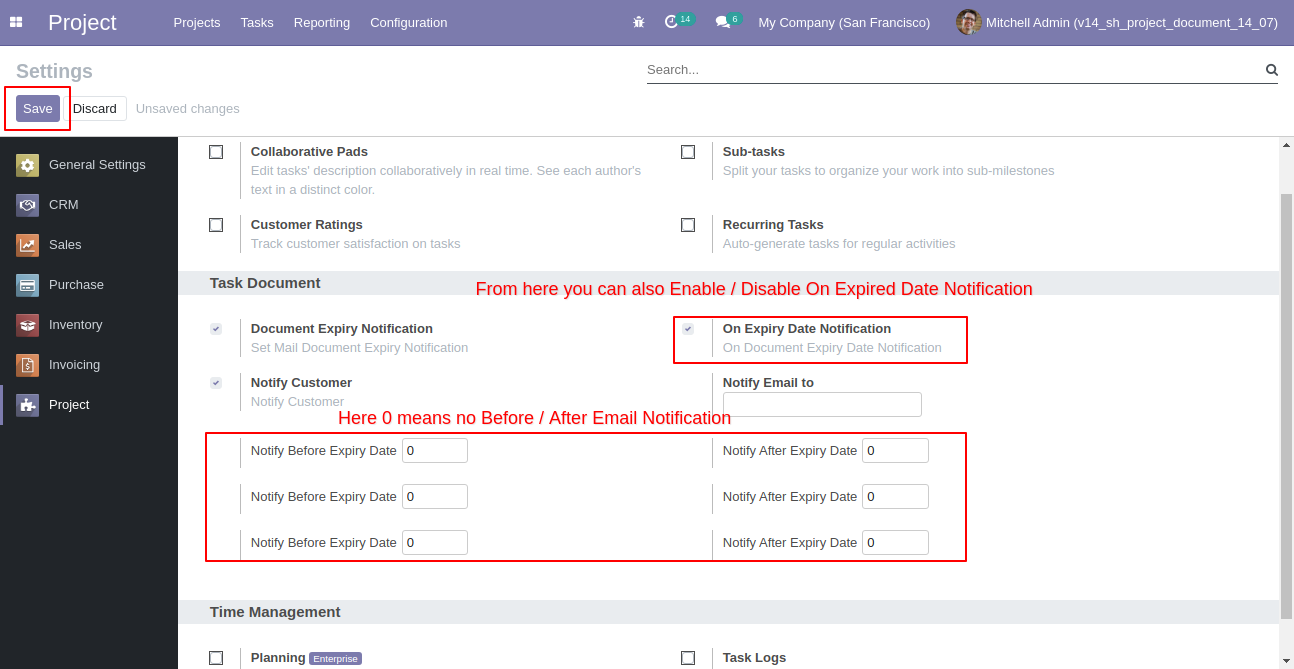 Project
Projects Tasks Reporting Configuration
14
6
My Company (San Francisco)
Mitchell Admin (v14_sh_project_document_14_07)
Settings
Search...
Save Discard Unsaved changes
General Settings
CRM
Sales
Purchase
Inventory
Invoicing
Project
Collaborative Pads
Edit tasks' description collaboratively in real time. See each author's
text in a distinct color.
Sub-tasks
Split your tasks to organize your work into sub-milestones
Customer Ratings
Track customer satisfaction on tasks
Recurring Tasks
Auto-generate tasks for regular activities
Task Document
From here you can also Enable / Disable On Expired Date Notification
Document Expiry Notification
Set Mail Document Expiry Notification
On Expiry Date Notification
On Document Expiry Date Notification
Notify Customer
Notify Customer
Notify Email to
Here 0 means no Before / After Email Notification
Notify Before Expiry Date 0
Notify After Expiry Date 0
Notify Before Expiry Date 0
Notify After Expiry Date 0
Notify Before Expiry Date 0
Notify After Expiry Date 0
Time Management
Planning Enterprise
Task Logs